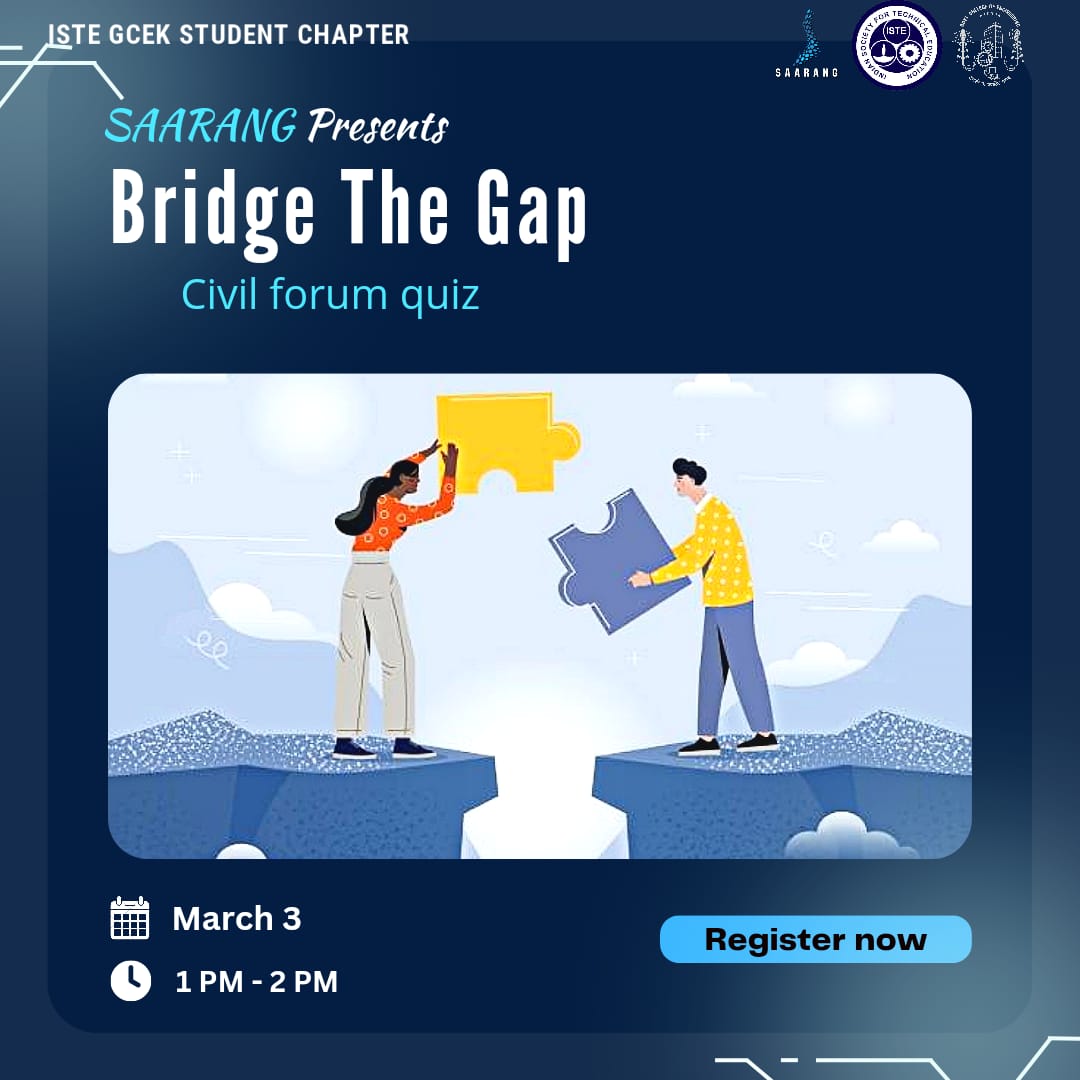 ISTE GCEK STUDENT CHAPTER
SAARANG
INDIAN SOCIETY FOR TECHNICAL EDUCATION
ISTE
SAARANG Presents
Bridge The Gap
Civil forum quiz
March 3
1 PM - 2 PM
Register now